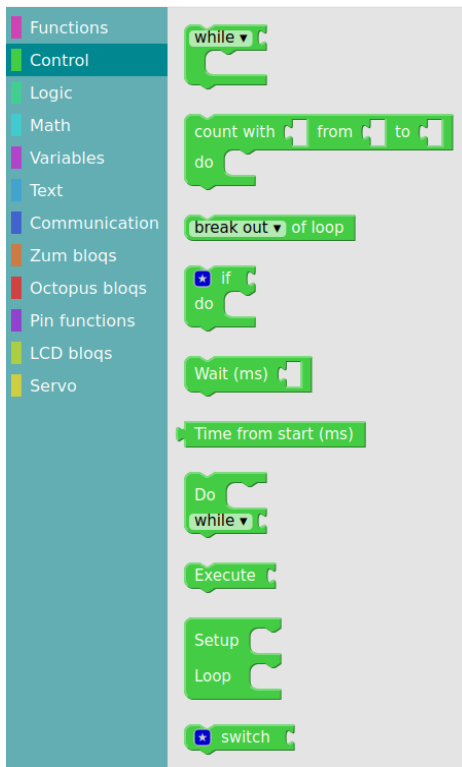 Functions
Control
Logic
Math
Variables
Text
Communication
Zum bloqs
Octopus bloqs
Pin functions
LCD bloqs
Servo
while ▾
count with from to
do
break out ▾ of loop
if
do
Wait (ms)
Time from start (ms)
Do
while ▾
Execute
Setup
Loop
switch